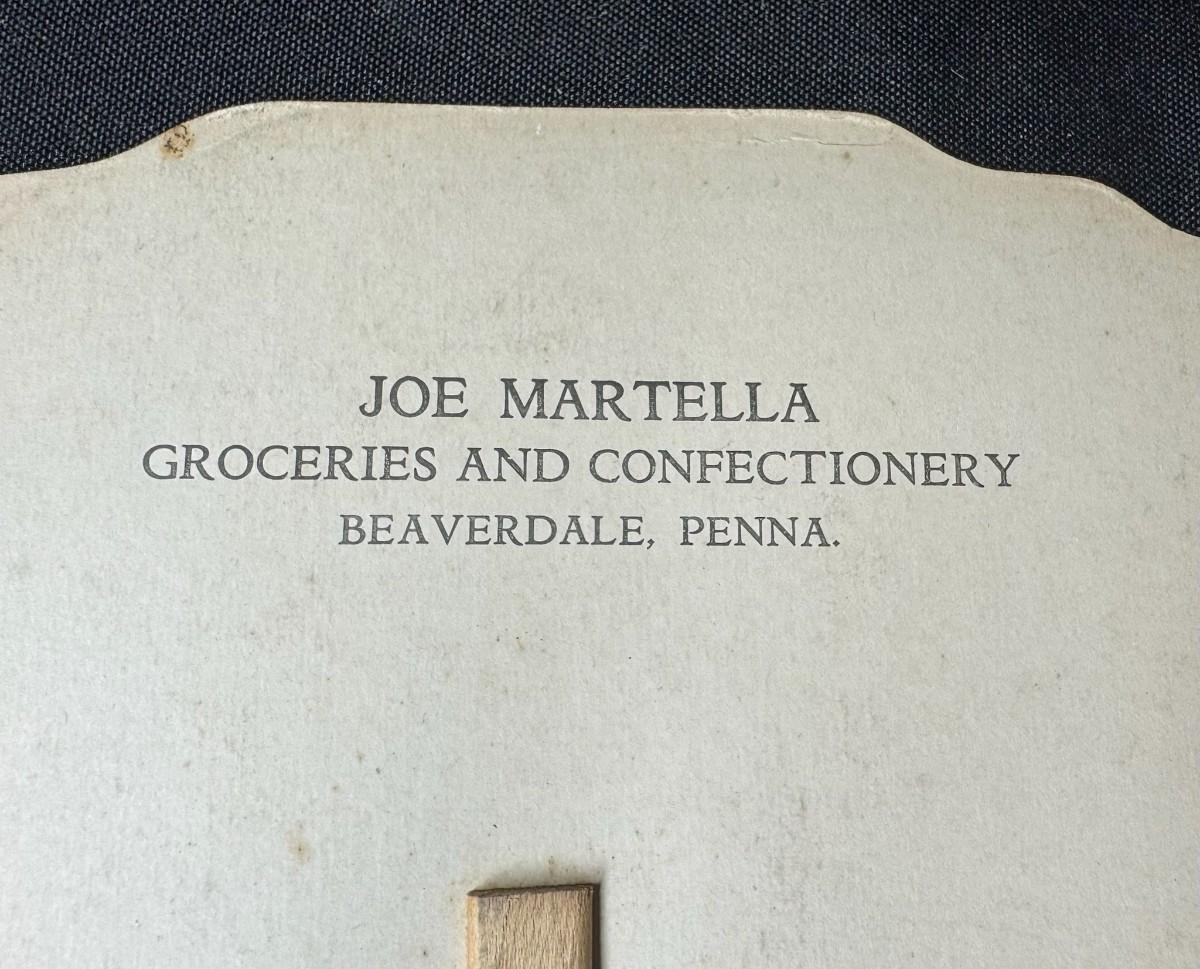 JOE MARTELLA
GROCERIES AND CONFECTIONERY
BEAVERDALE, PENNA.